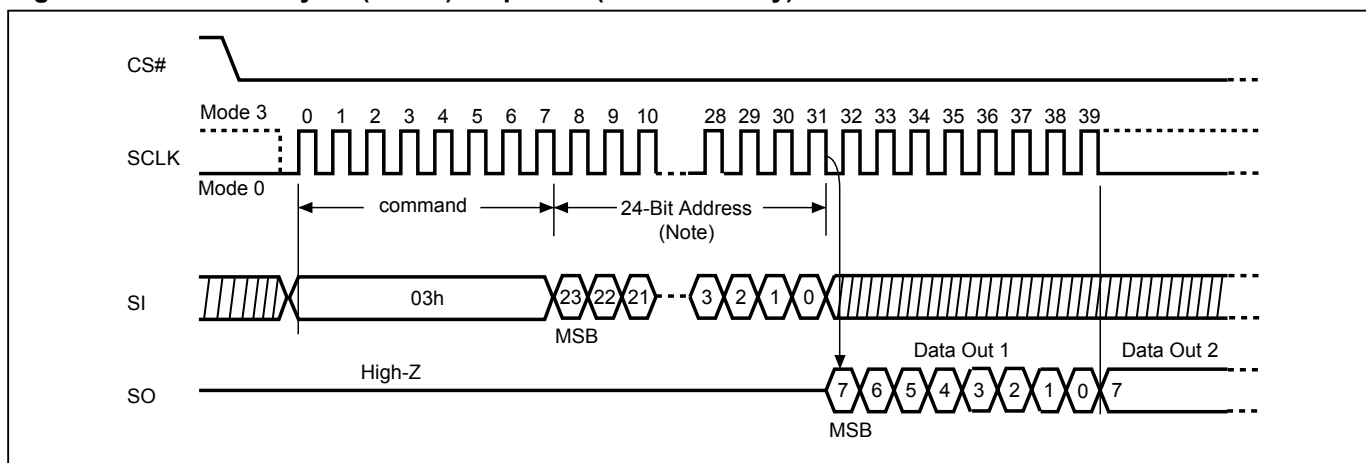 CS#
Mode 3
0 1 2 3 4 5 6 7 8 9 10 28 29 30 31 32 33 34 35 36 37 38 39
SCLK
Mode 0
command
24-Bit Address
(Note)
SI
03h
23 22 21 3 2 1 0
MSB
Data Out 1
Data Out 2
High-Z
SO
7 6 5 4 3 2 1 0 7
MSB